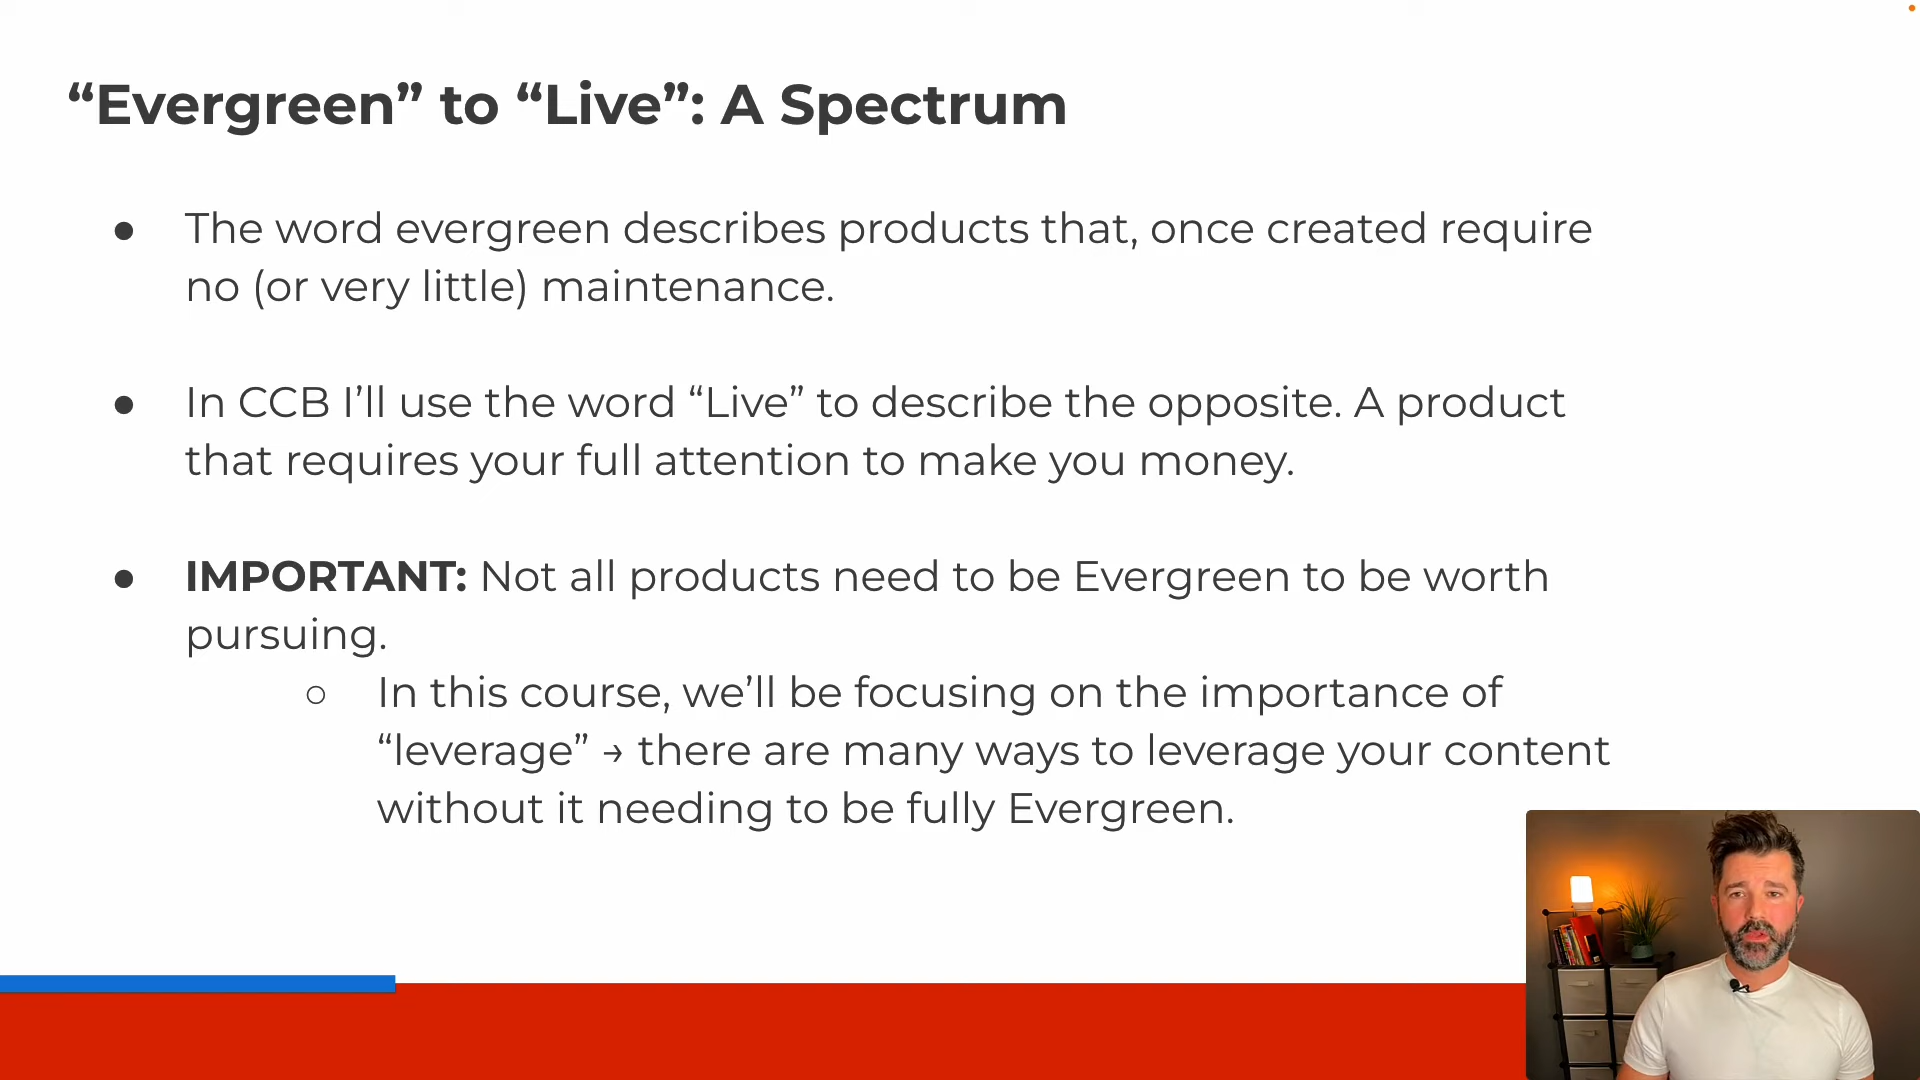 “Evergreen” to “Live”: A Spectrum
● The word evergreen describes products that, once created require
no (or very little) maintenance.
● In CCB I’ll use the word “Live” to describe the opposite. A product
that requires your full attention to make you money.
● IMPORTANT: Not all products need to be Evergreen to be worth
pursuing.
○ In this course, we’ll be focusing on the importance of
“leverage” → there are many ways to leverage your content
without it needing to be fully Evergreen.